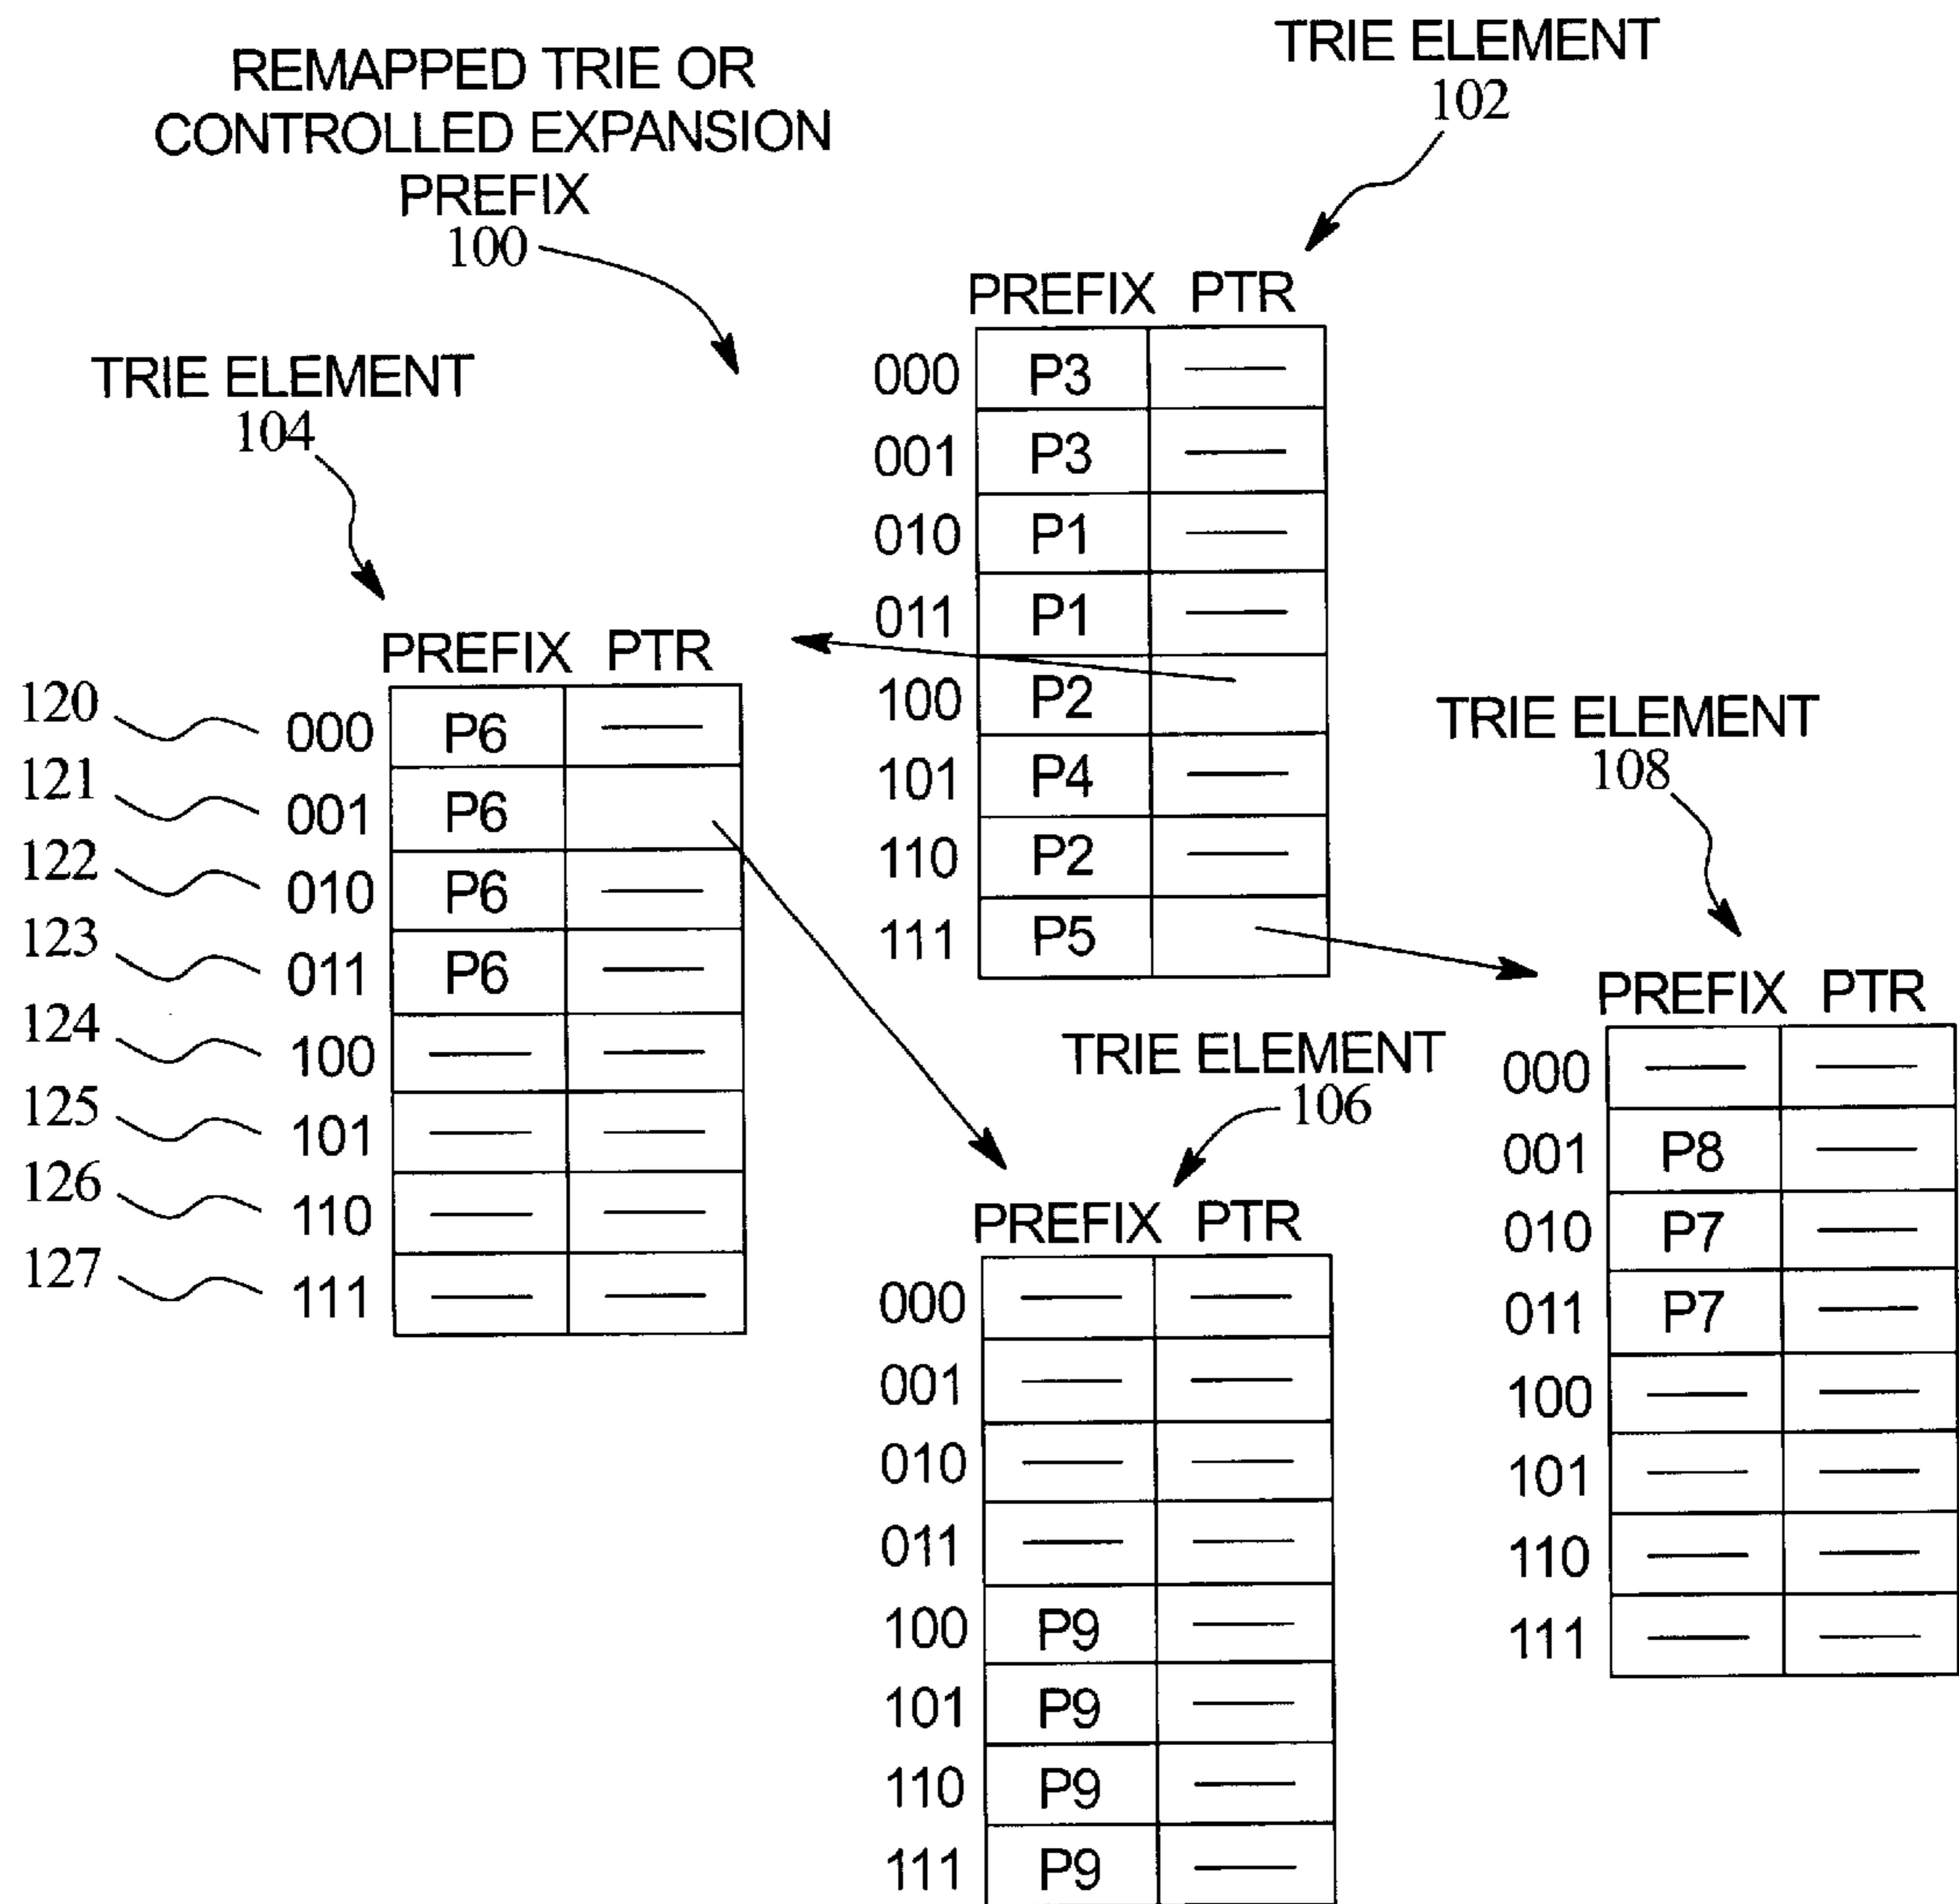 REMAPPED TRIE OR
CONTROLLED EXPANSION
PREFIX
100
TRIE ELEMENT
102
PREFIX PTR
000 P3 —
001 P3 —
010 P1 —
011 P1 —
100 P2
101 P4 —
110 P2 —
111 P5
TRIE ELEMENT
104
PREFIX PTR
120 000 P6 —
121 001 P6
122 010 P6 —
123 011 P6 —
124 100 — —
125 101 — —
126 110 — —
127 111 — —
TRIE ELEMENT
106
PREFIX PTR
000 — —
001 — —
010 — —
011 — —
100 P9 —
101 P9 —
110 P9 —
111 P9 —
TRIE ELEMENT
108
PREFIX PTR
000 — —
001 P8 —
010 P7 —
011 P7 —
100 — —
101 — —
110 — —
111 — —